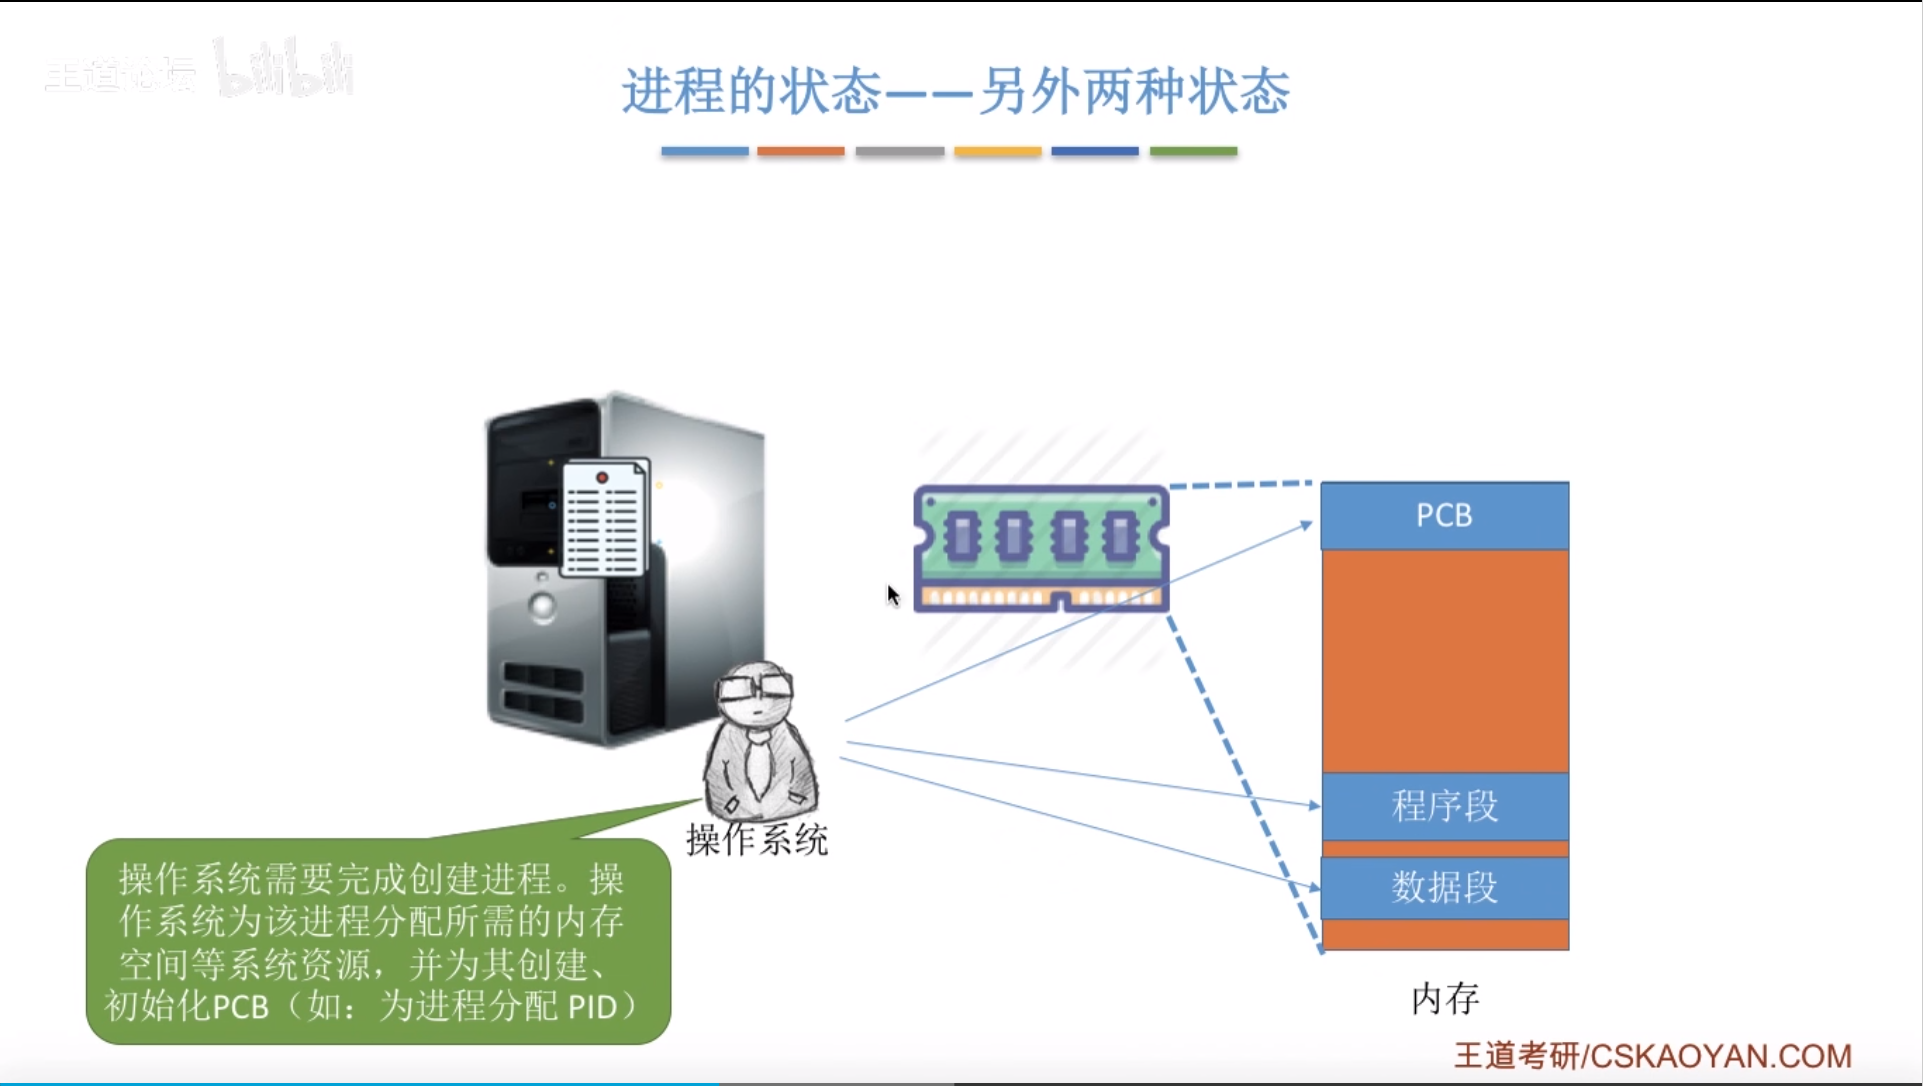 王道论坛 bilibili
进程的状态——另外两种状态
PCB
程序段
数据段
内存
操作系统
操作系统需要完成创建进程。操
作系统为该进程分配所需的内存
空间等系统资源，并为其创建、
初始化PCB（如：为进程分配 PID）
王道考研/CSKAOYAN.COM